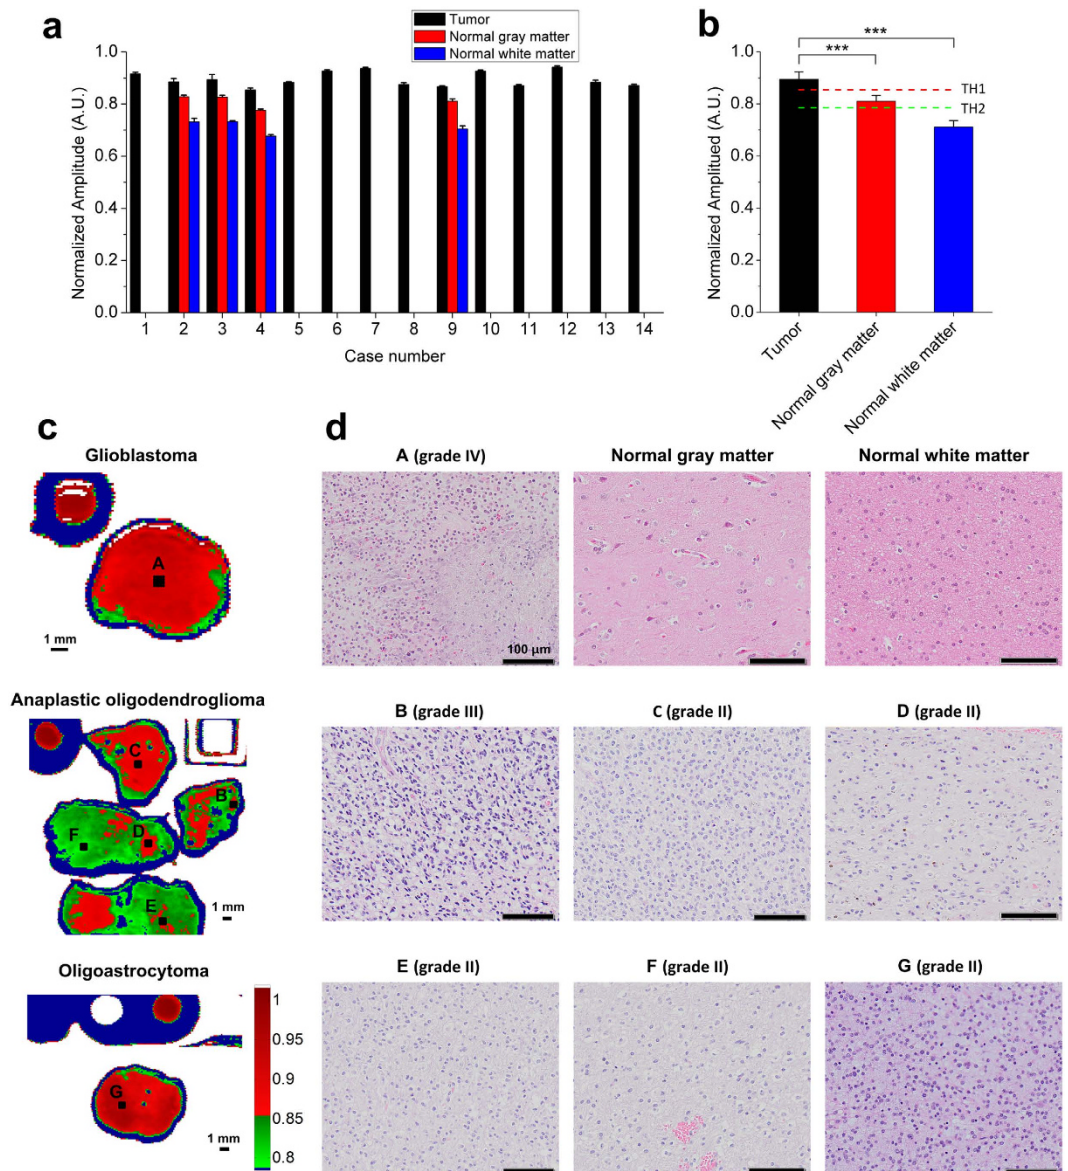 a
Tumor
Normal gray matter
Normal white matter
Normalized Amplitude (A.U.)
1.0
0.8
0.6
0.4
0.2
0.0
1 2 3 4 5 6 7 8 9 10 11 12 13 14
Case number
b
***
***
TH1
TH2
Normalized Amplitued (A.U.)
1.0
0.8
0.6
0.4
0.2
0.0
Tumor
Normal gray matter
Normal white matter
c
Glioblastoma
A
1 mm
Anaplastic oligodendroglioma
C
B
F
D
E
1 mm
Oligoastrocytoma
G
1 mm
1
0.95
0.9
0.85
0.8
d
A (grade IV)
Normal gray matter
Normal white matter
100 µm
B (grade III)
C (grade II)
D (grade II)
E (grade II)
F (grade II)
G (grade II)